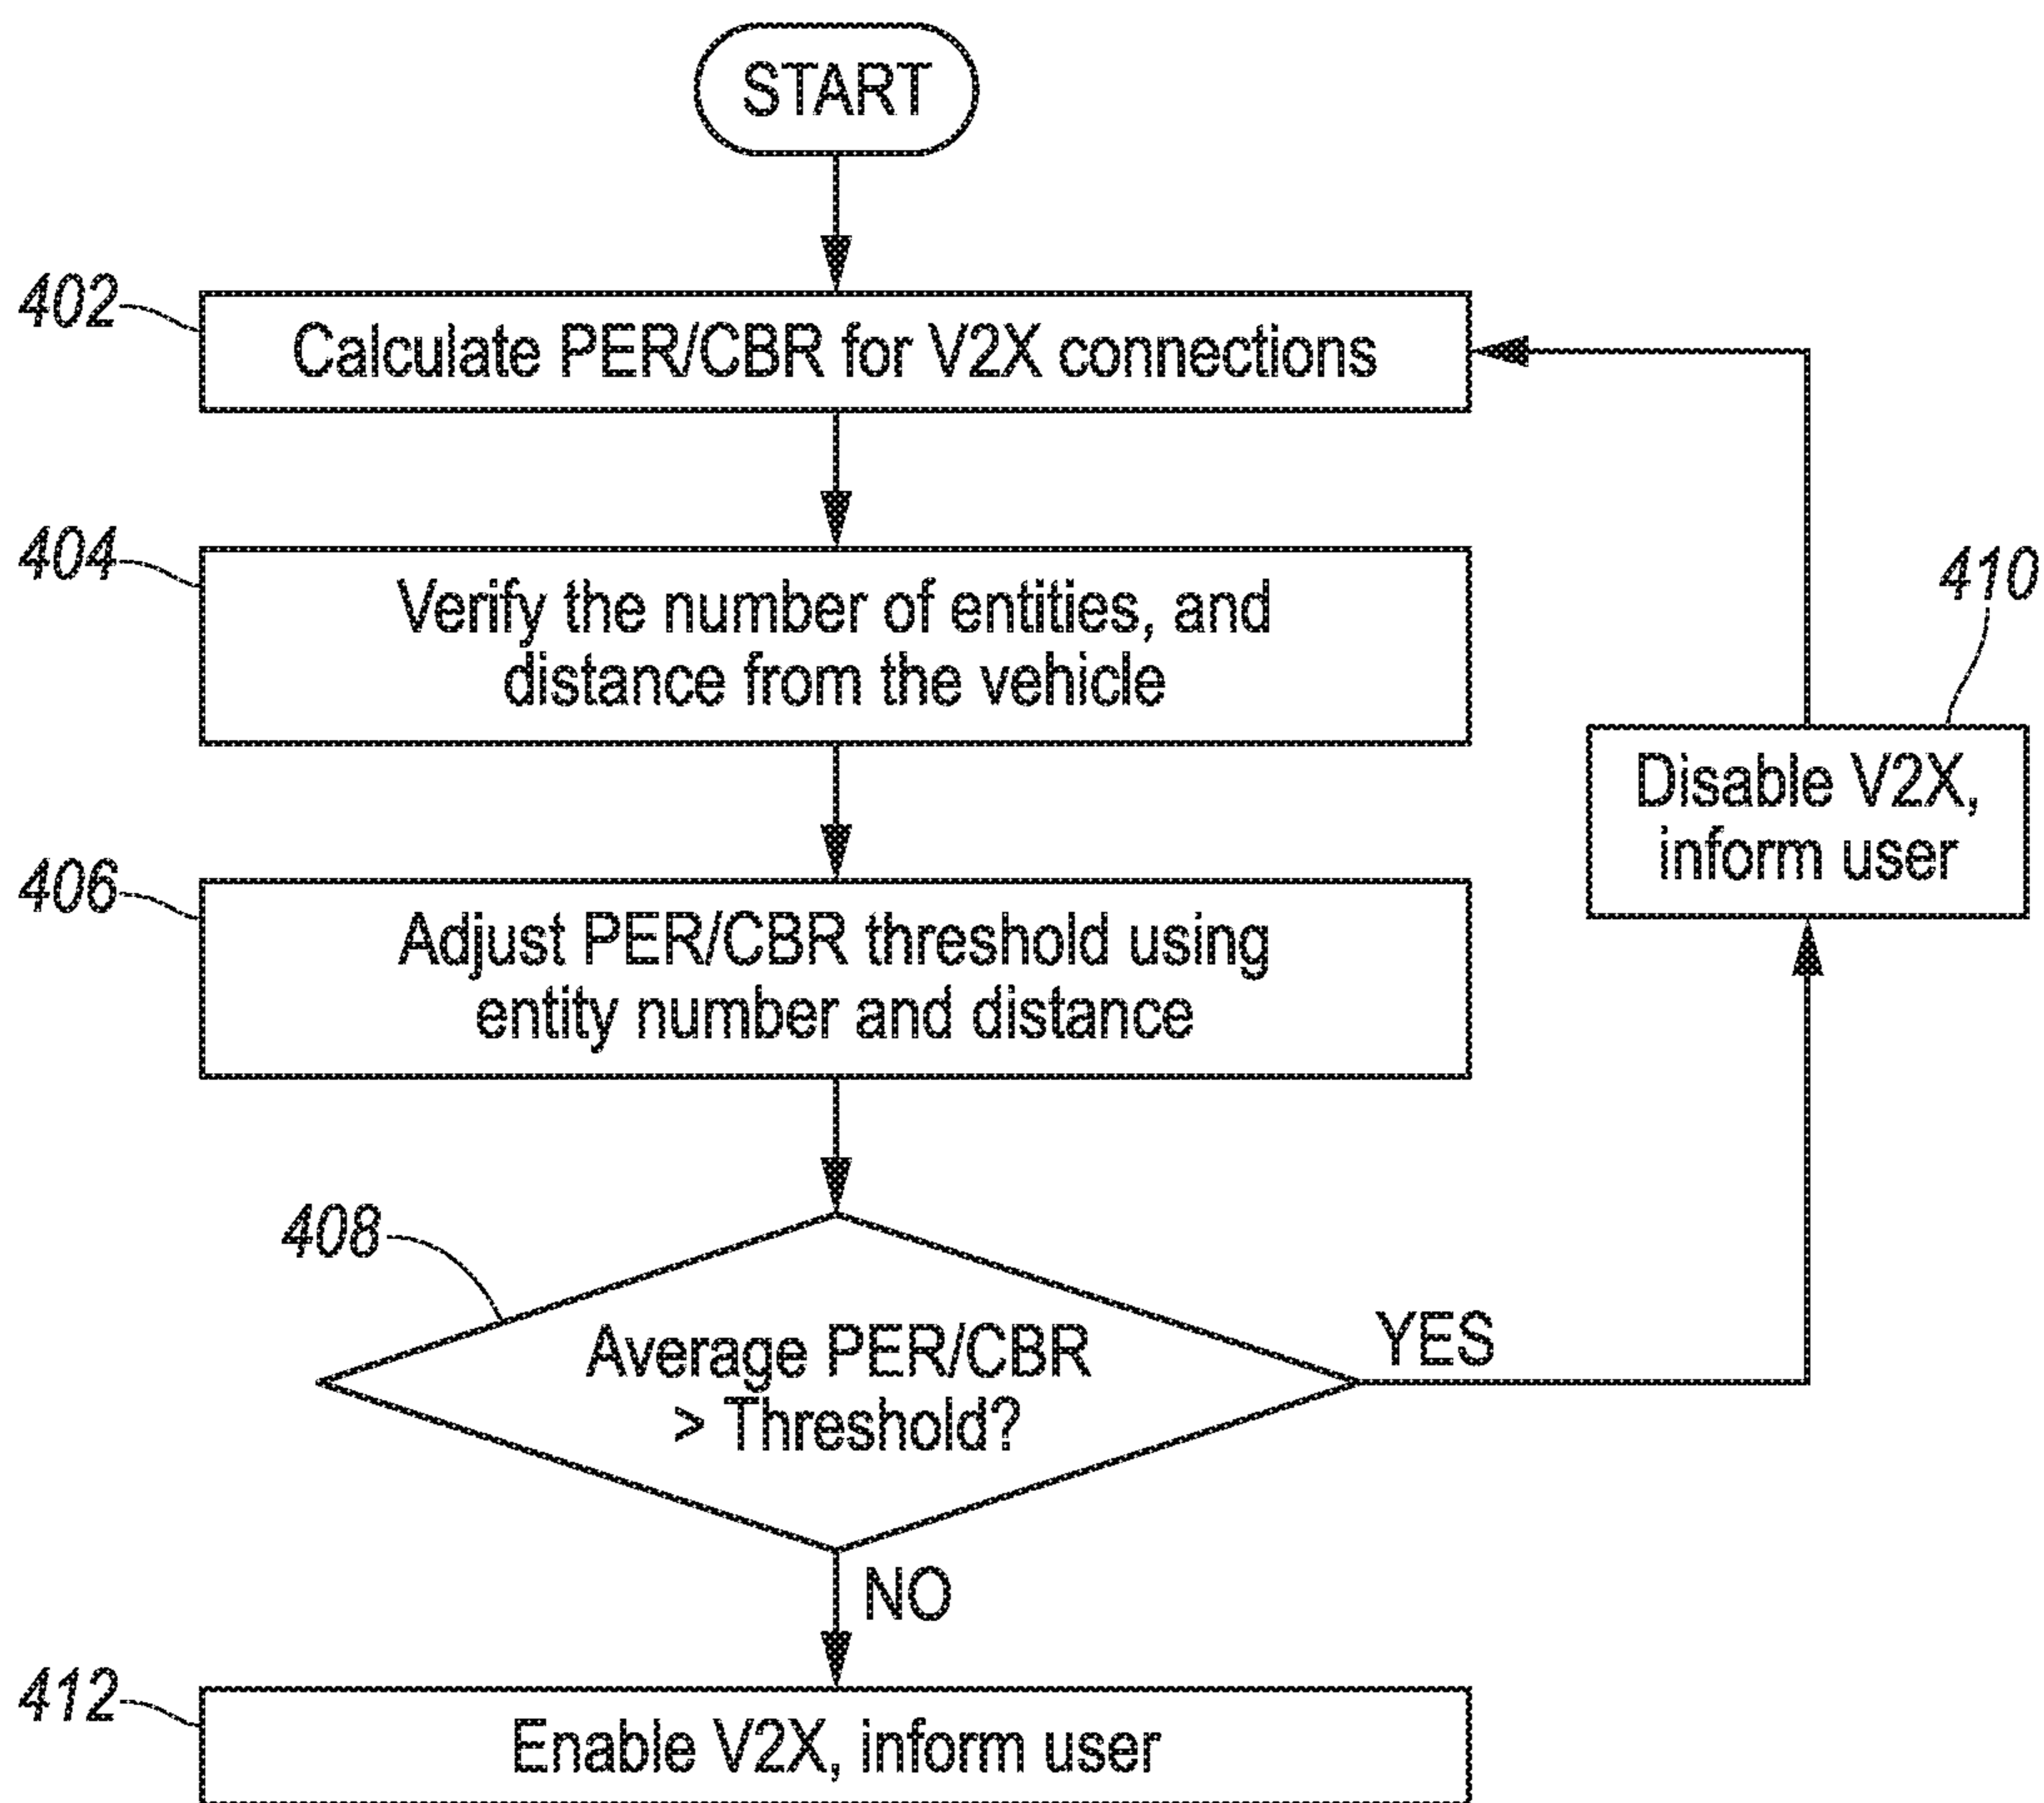 START
402
Calculate PER/CBR for V2X connections
404
Verify the number of entities, and
distance from the vehicle
410
Disable V2X,
inform user
406
Adjust PER/CBR threshold using
entity number and distance
408
Average PER/CBR
> Threshold?
YES
NO
412
Enable V2X, inform user